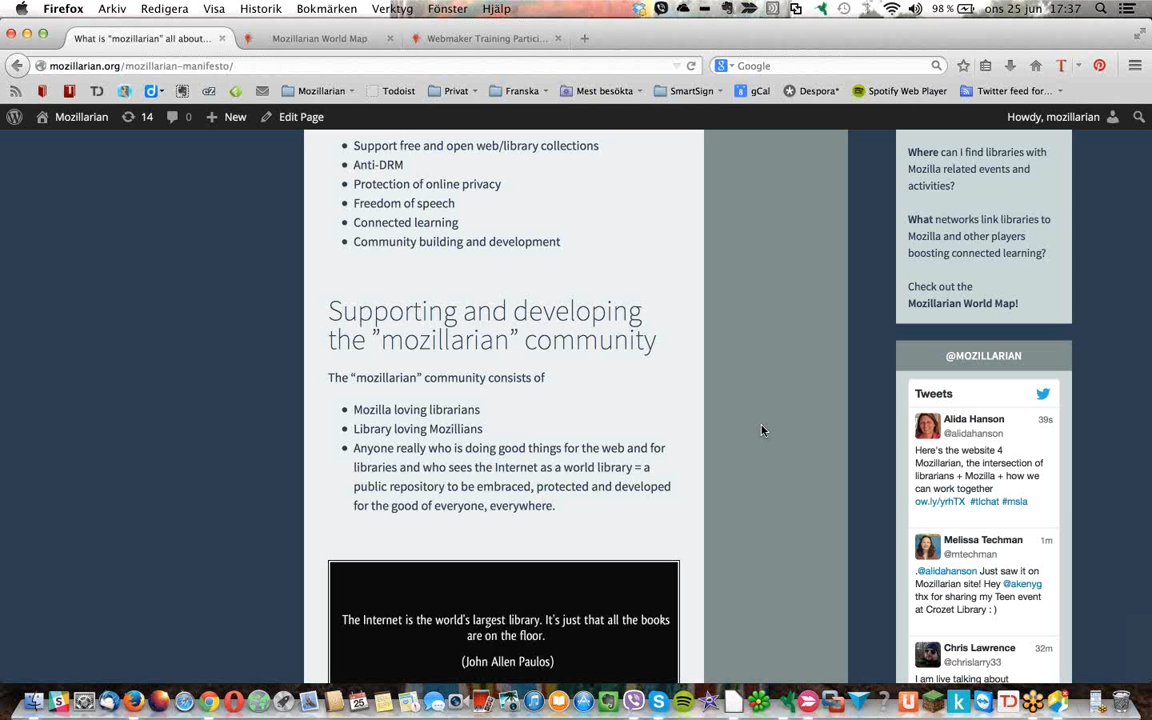 Firefox Arkiv Redigera Visa Historik Bokmärken Verktyg Fönster Hjälp 98 % ons 25 jun 17:37
What is "mozillarian" all about... Mozillarian World Map Webmaker Training Partici...
mozillarian.org/mozillarian-manifesto/ Google
Mozillarian Todoist Privat Franska Mest besökta SmartSign gCal Despora* Spotify Web Player Twitter feed for...
Mozillarian 14 0 New Edit Page Howdy, mozillarian
Support free and open web/library collections
Anti-DRM
Protection of online privacy
Freedom of speech
Connected learning
Community building and development
Supporting and developing
the ”mozillarian” community
The “mozillarian” community consists of
Mozilla loving librarians
Library loving Mozillians
Anyone really who is doing good things for the web and for
libraries and who sees the Internet as a world library = a
public repository to be embraced, protected and developed
for the good of everyone, everywhere.
The Internet is the world's largest library. It's just that all the books
are on the floor.
(John Allen Paulos)
Where can I find libraries with
Mozilla related events and
activities?
What networks link libraries to
Mozilla and other players
boosting connected learning?
Check out the
Mozillarian World Map!
@MOZILLARIAN
Tweets
Alida Hanson 39s
@alidahanson
Here's the website 4
Mozillarian, the intersection of
librarians + Mozilla + how we
can work together
ow.ly/yrhTX #tlchat #msla
Melissa Techman 1m
@mtechman
.@alidahanson Just saw it on
Mozillarian site! Hey @akenyg
thx for sharing my Teen event
at Crozet Library : )
Chris Lawrence 32m
@chrislarry33
I am live talking about